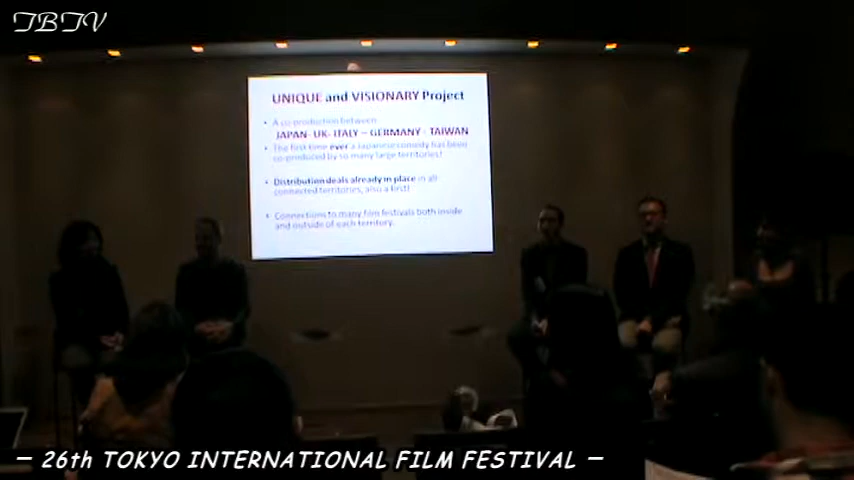 TBTV
UNIQUE and VISIONARY Project
• A co-production between:
JAPAN- UK- ITALY – GERMANY - TAIWAN
• The first time ever a Japanese comedy has been
co-produced by so many large territories!
• Distribution deals already in place in all
connected territories, also a first!
• Connections to many film festivals both inside
and outside of each territory.
- 26th TOKYO INTERNATIONAL FILM FESTIVAL -